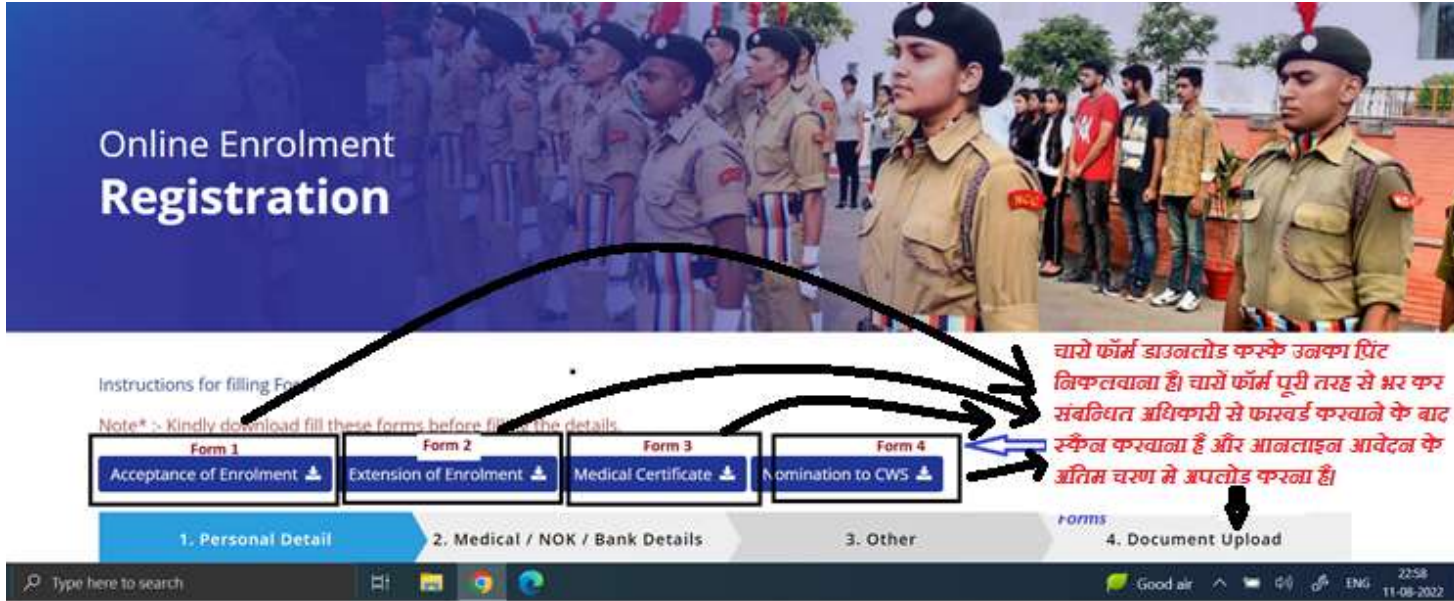 Online Enrolment
Registration
चारों फॉर्म डाउनलोड करके उनका प्रिंट
निकलवाना है। चारों फॉर्म पूरी तरह से भर कर
संबन्धित अधिकारी से फारवर्ड करवाने के बाद
स्कैन करवाना है और आनलाइन आवेदन के
अंतिम चरण मे अपलोड करना है।
Instructions for filling
Note* :- Kindly download fill these forms before the details.
Form 1
Form 2
Form 3
Form 4
Acceptance of Enrolment
Extension of Enrolment
Medical Certificate
Nomination to CWS
Forms
1. Personal Detail
2. Medical / NOK / Bank Details
3. Other
4. Document Upload
Type here to search
Good air
ENG
22:58
11-08-2022